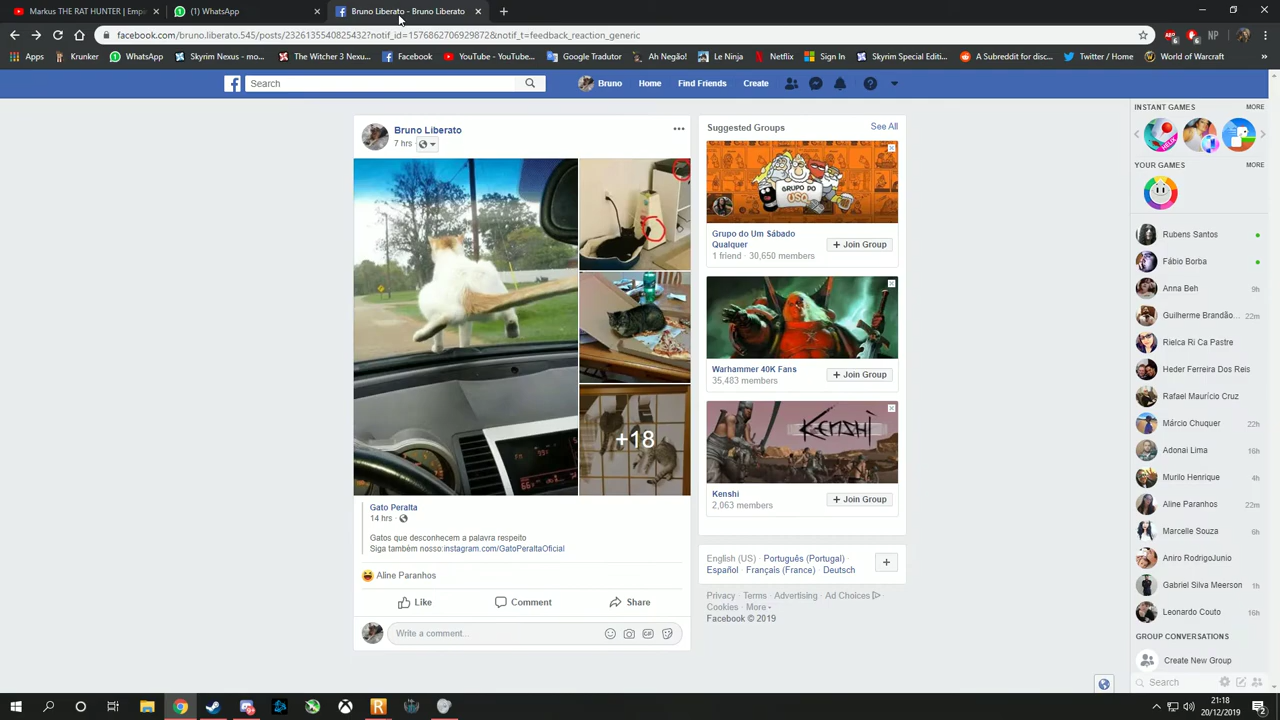 Markus THE RAT HUNTER | Emp
(1) WhatsApp
Bruno Liberato - Bruno Liberato
facebook.com/bruno.liberato.545/posts/2326135540825432?notif_id=1576862706929872&notif_t=feedback_reaction_generic
Apps
Krunker
WhatsApp
Skyrim Nexus - mo...
The Witcher 3 Nexu...
Facebook
YouTube - YouTube...
Google Tradutor
Ah Negão!
Netflix
Skyrim Special Editi...
A Subreddit for disc...
Imperium - Twitch
World of Warcraft
Search
Bruno
Home
Find Friends
Create
Bruno Liberato
7 hrs
+18
Gato Peralta
14 hrs
Gatos que desconhecem a palavra respeito
Siga também nosso:instagram.com/GatoPeraltaOficial
Aline Paranhos
Like
Comment
Share
Write a comment...
Suggested Groups
See All
GRUPO DO USQ
Grupo do Um Sábado
Qualquer
+ Join Group
1 friend · 30,650 members
Warhammer 40K Fans
35,483 members
+ Join Group
KENSHI
Kenshi
2,063 members
+ Join Group
English (US) · Português (Portugal) ·
Español · Français (France) · Deutsch
Privacy · Terms · Advertising · Ad Choices ·
Cookies · More
Facebook © 2019
INSTANT GAMES
MORE
YOUR GAMES
MORE
Rubens Santos
Fábio Borba
Anna Beh 9h
Guilherme Brandão... 22m
Rielca Ri Ca Pastre
Heder Ferreira Dos Reis
Rafael Maurício Cruz
Márcio Chuquer 22h
Adonai Lima 16h
Murilo Henrique 4h
Aline Paranhos 22m
Marcelle Souza 9h
Aniro RodrigoJunio
Gabriel Silva Meerson 1h
Leonardo Couto 16h
GROUP CONVERSATIONS
Create New Group
Search
21:18
20/12/2019